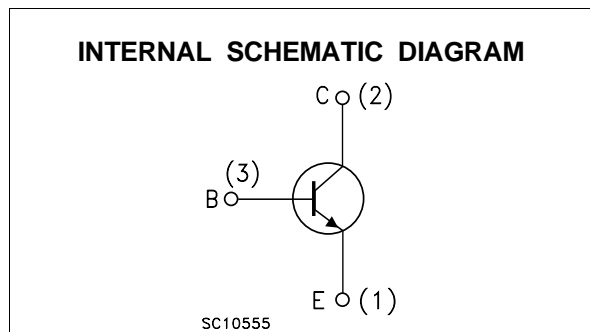 INTERNAL SCHEMATIC DIAGRAM
C (2)
(3)
B
E (1)
SC10555